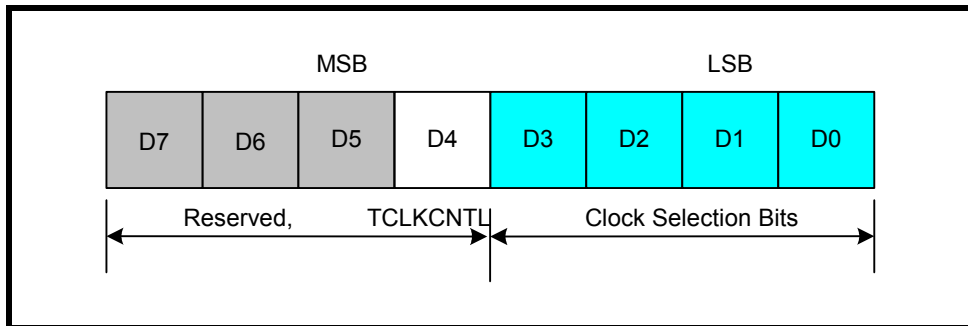 MSB LSB
D7 D6 D5 D4 D3 D2 D1 D0
Reserved, TCLKCNTL Clock Selection Bits